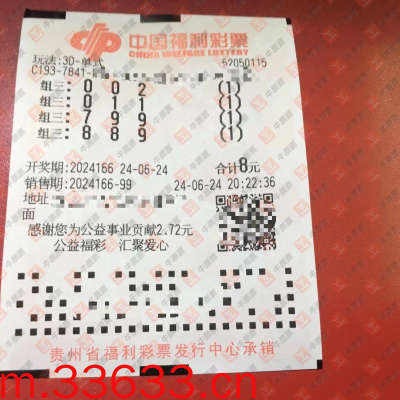 中国福利彩票
CHINA WELFARE LOTTERY
玩法:3D-单式 52050115
C193-7841-
组三:0 0 2 (1)
组三:0 1 1 (1)
组三:7 9 9 (1)
组三:8 8 9 (1)
开奖期:2024166 24-06-24 合计8元
销售期:2024166-99 24-06-24 20:22:36
地址
面
感谢您为公益事业贡献2.72元
公益福彩 汇聚爱心
贵州省福利彩票发行中心承销
m.33633.cn